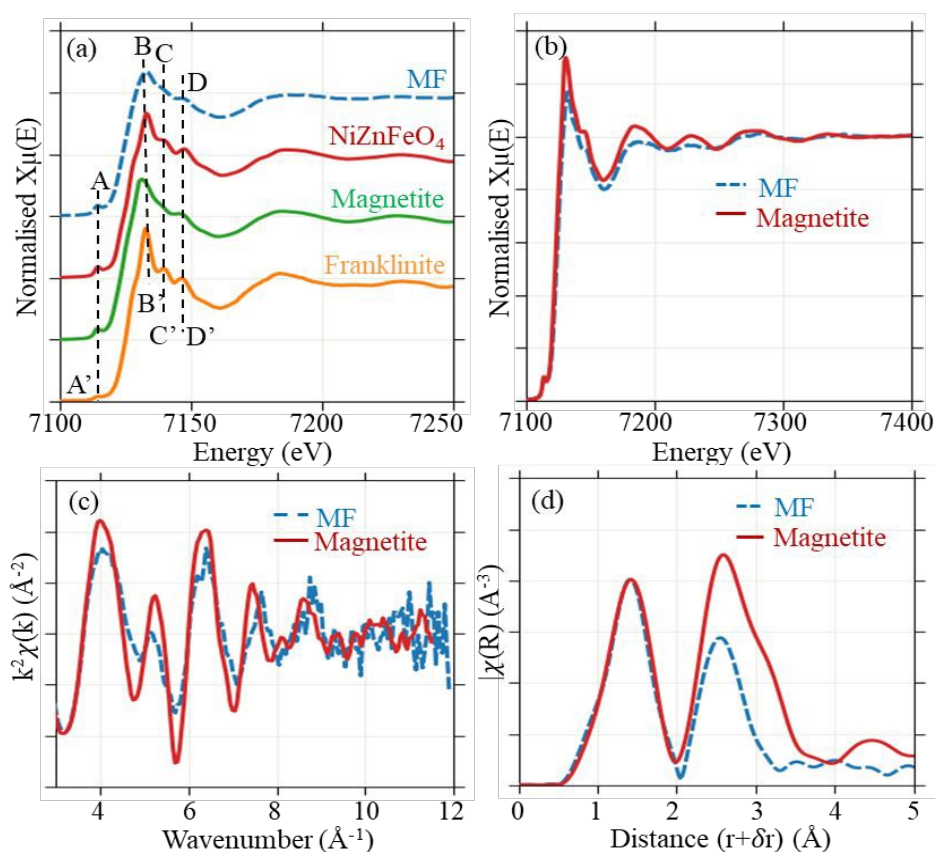 (a)
B
C
D
A
MF
NiZnFeO4
Magnetite
Franklinite
B'
C'
D'
A'
Normalised Xμ(E)
7100
7150
7200
7250
Energy (eV)
(b)
MF
Magnetite
Normalised Xμ(E)
7100
7200
7300
7400
Energy (eV)
(c)
MF
Magnetite
k²χ(k) (Å⁻²)
4
6
8
10
12
Wavenumber (Å⁻¹)
(d)
MF
Magnetite
|χ(R) (A⁻³)
0
1
2
3
4
5
Distance (r+δr) (Å)